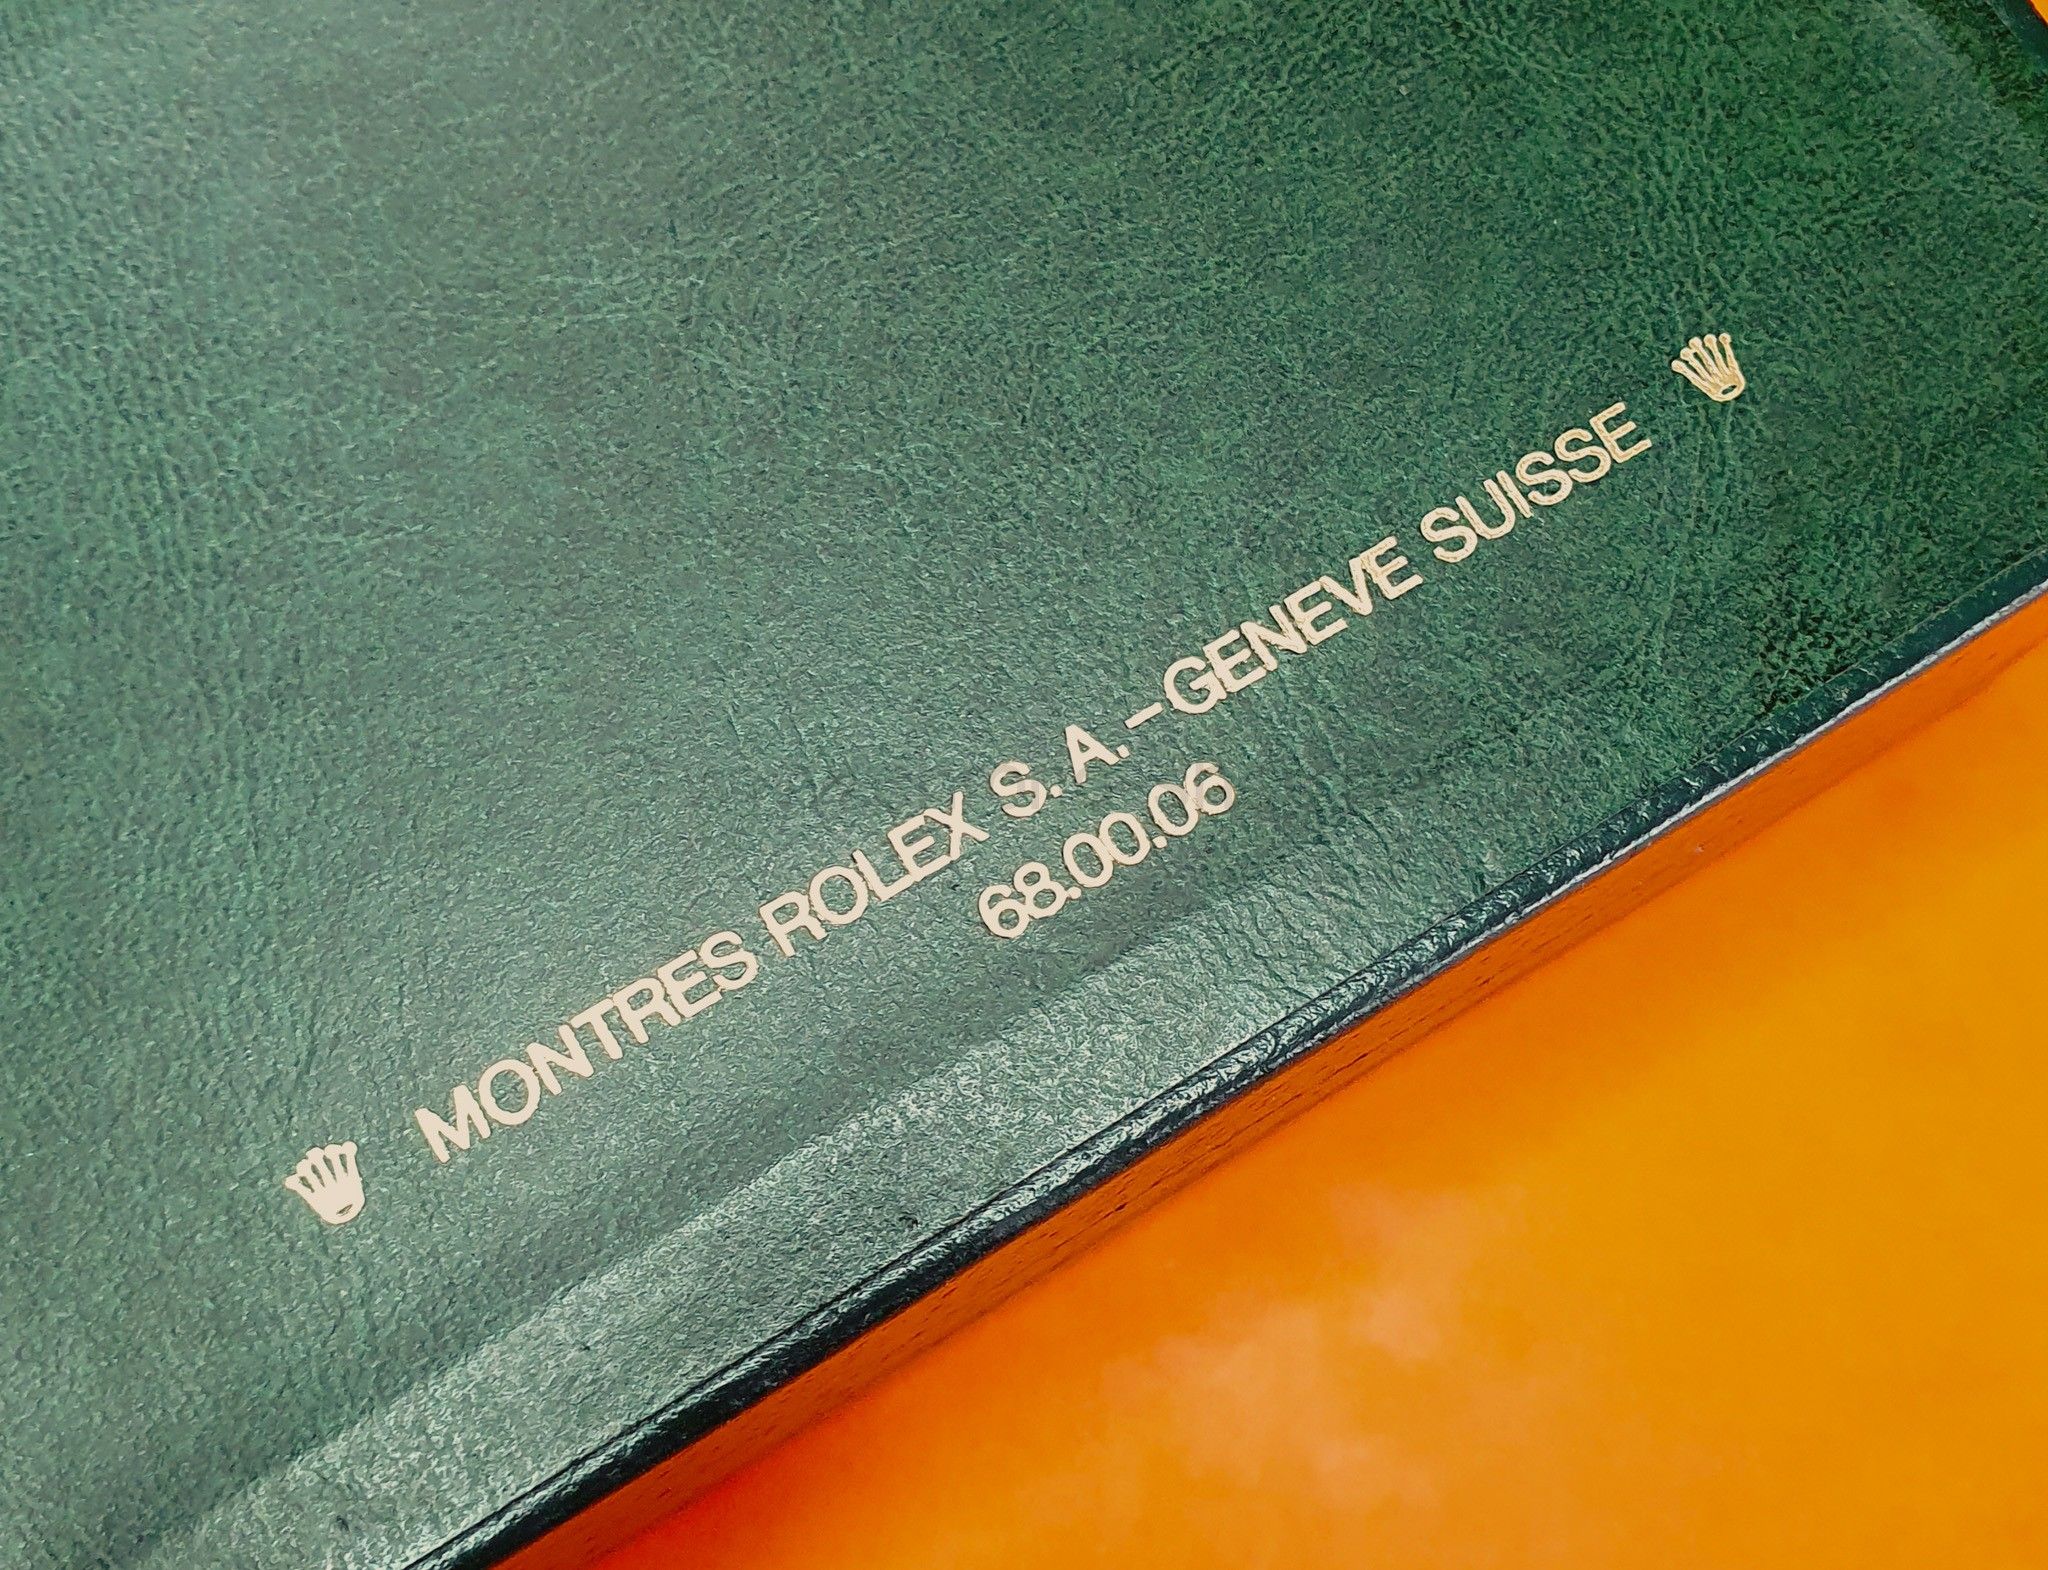 MONTRES ROLEX S.A.-GENEVE SUISSE
68.00.06